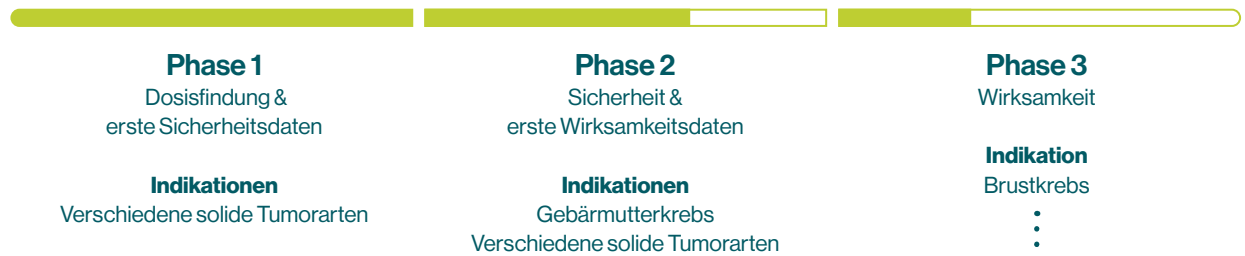 Phase 1
Dosisfindung &
erste Sicherheitsdaten
Indikationen
Verschiedene solide Tumorarten
Phase 2
Sicherheit &
erste Wirksamkeitsdaten
Indikationen
Gebärmutterkrebs
Verschiedene solide Tumorarten
Phase 3
Wirksamkeit
Indikation
Brustkrebs